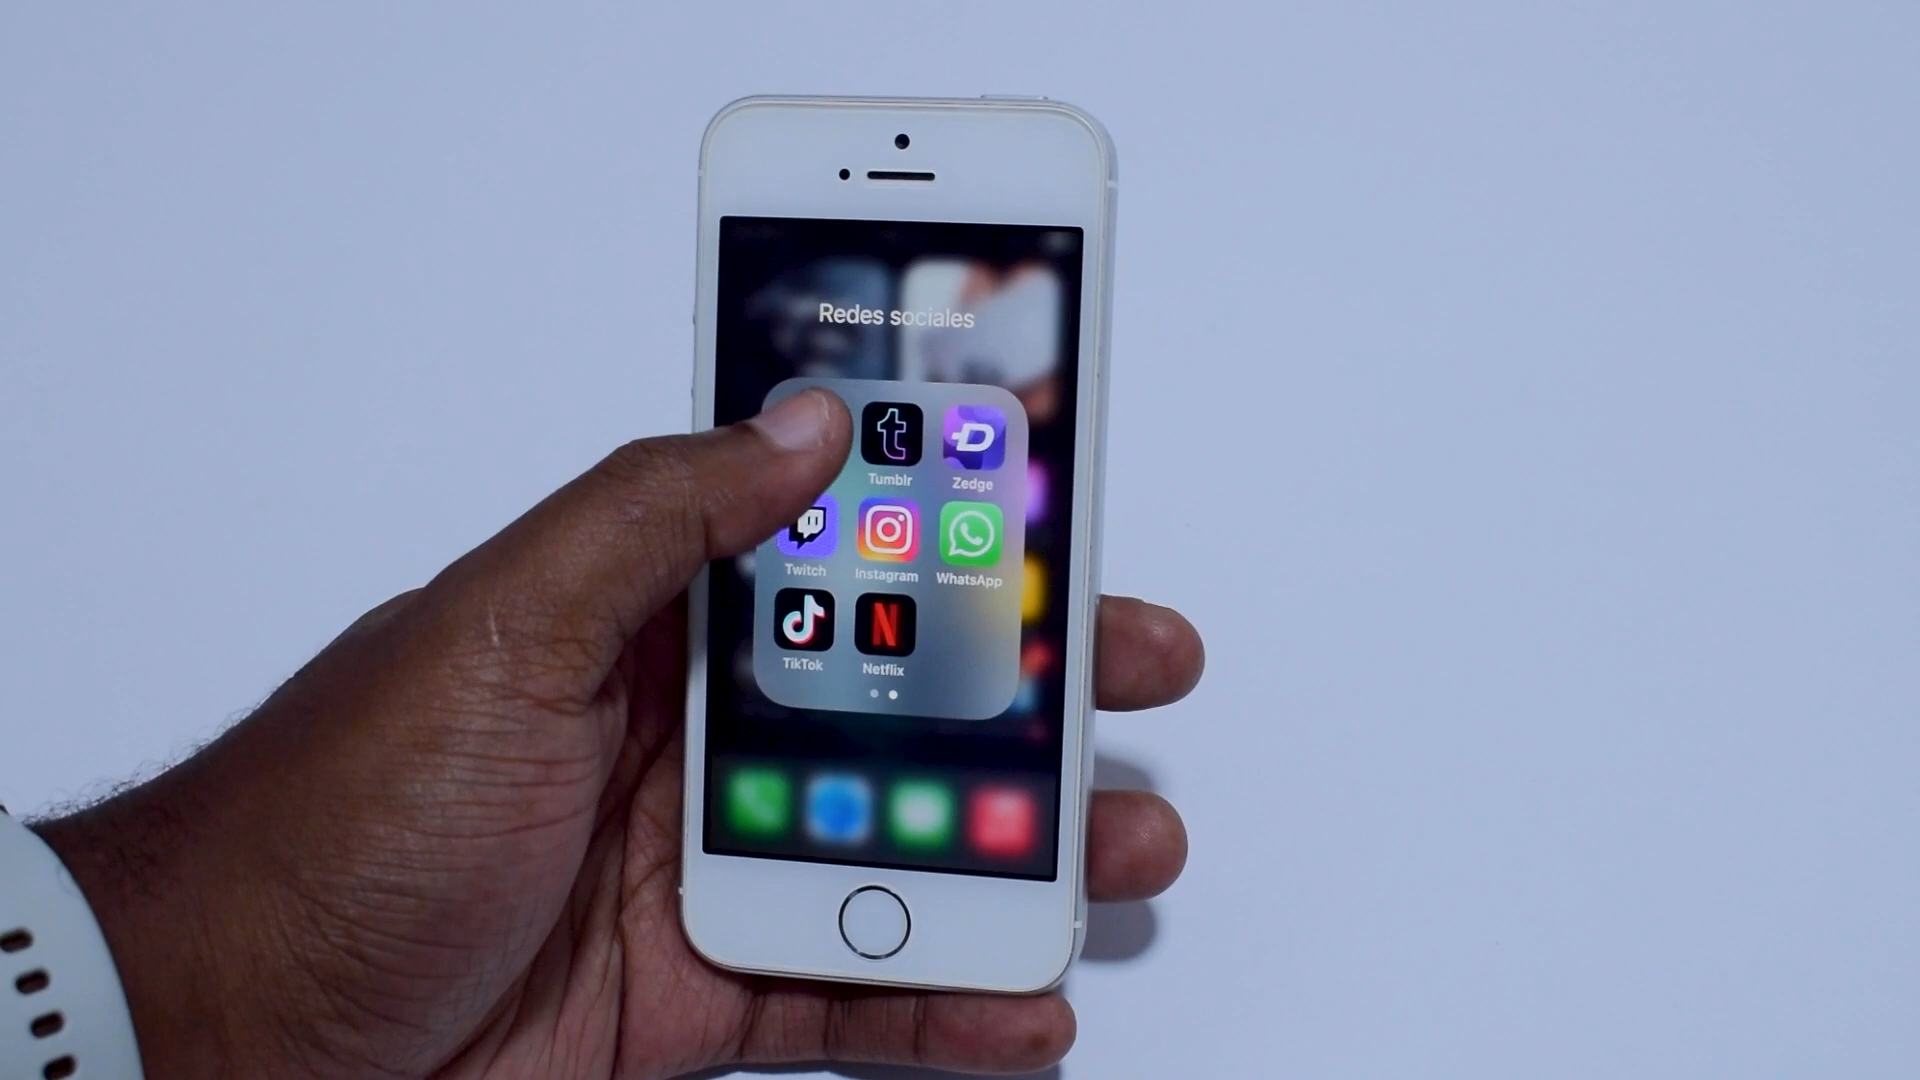 Redes sociales
Tumblr
Zedge
Twitch
Instagram
WhatsApp
TikTok
Netflix